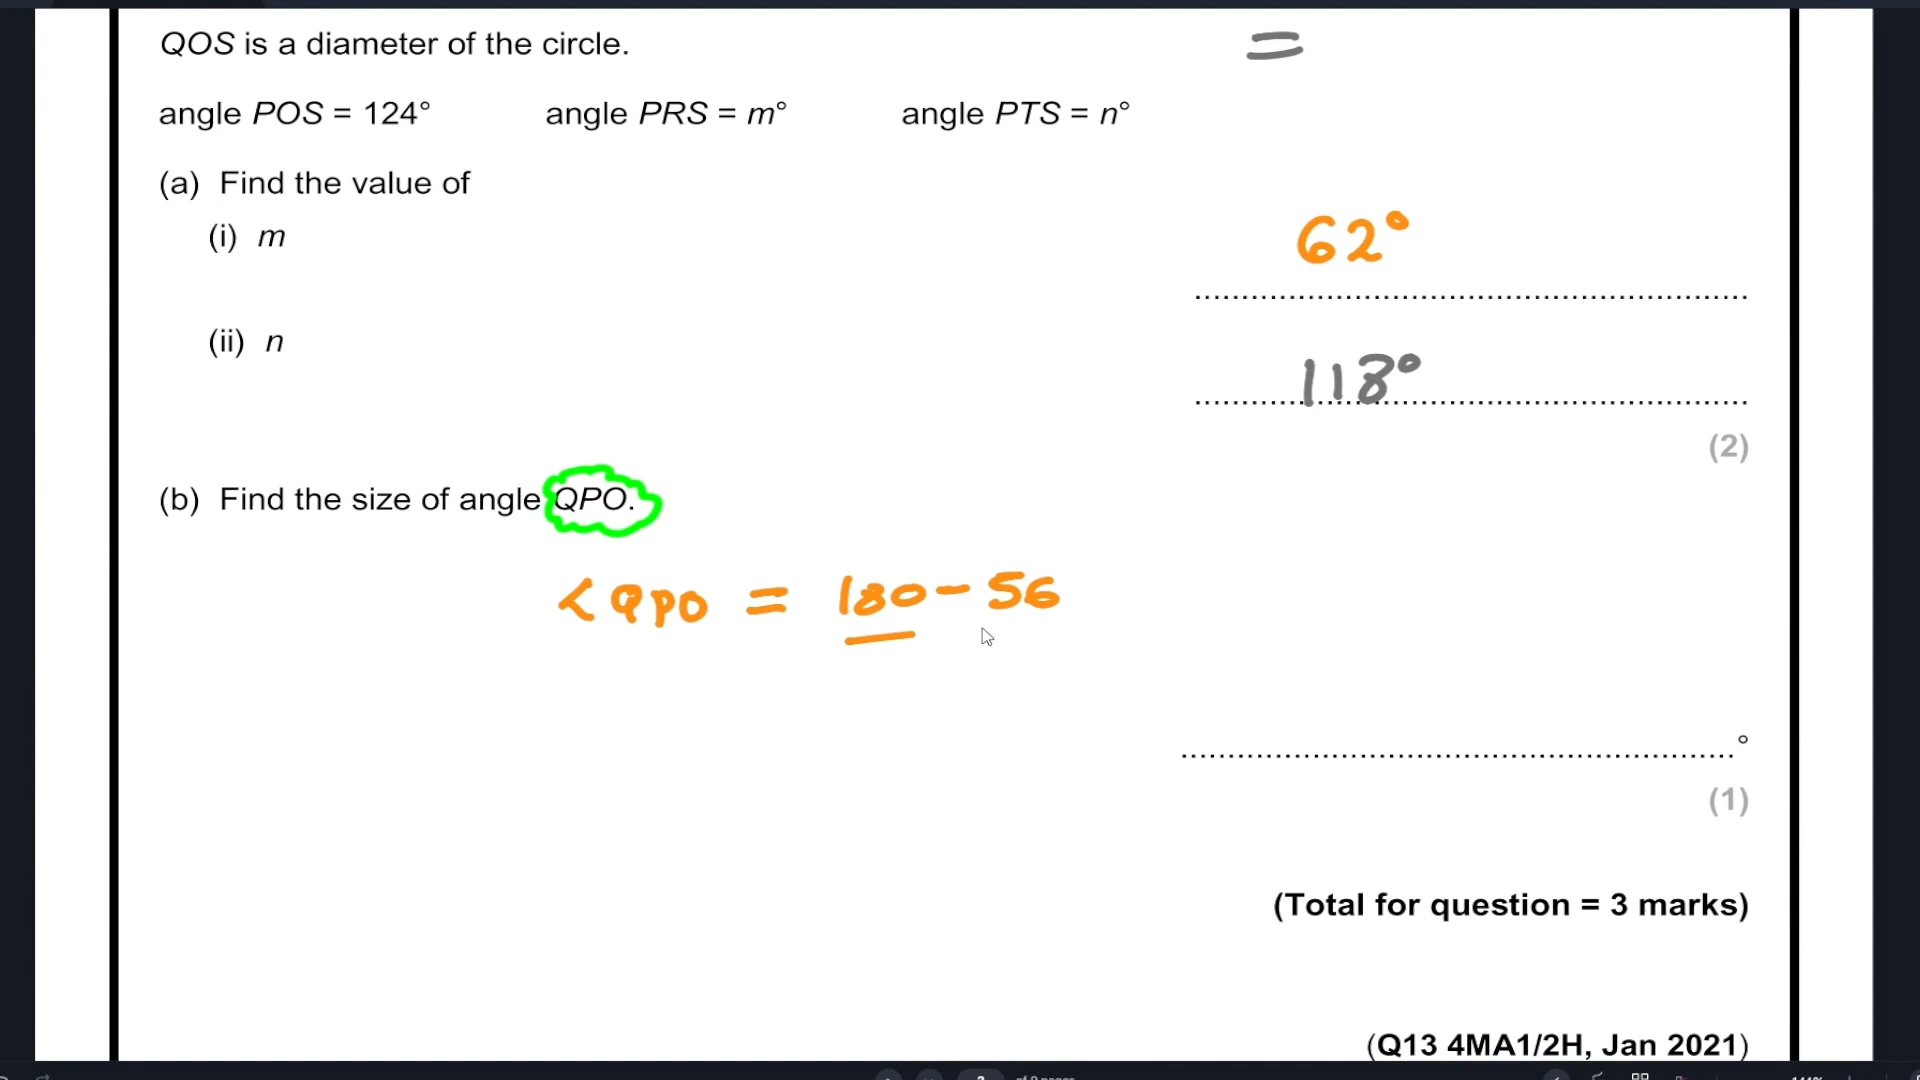 QOS is a diameter of the circle.
=
angle POS = 124° angle PRS = m° angle PTS = n°
(a) Find the value of
(i) m
62°
(ii) n
118°
(2)
(b) Find the size of angle QPO.
<QPO = 180-56
°
(1)
(Total for question = 3 marks)
(Q13 4MA1/2H, Jan 2021)